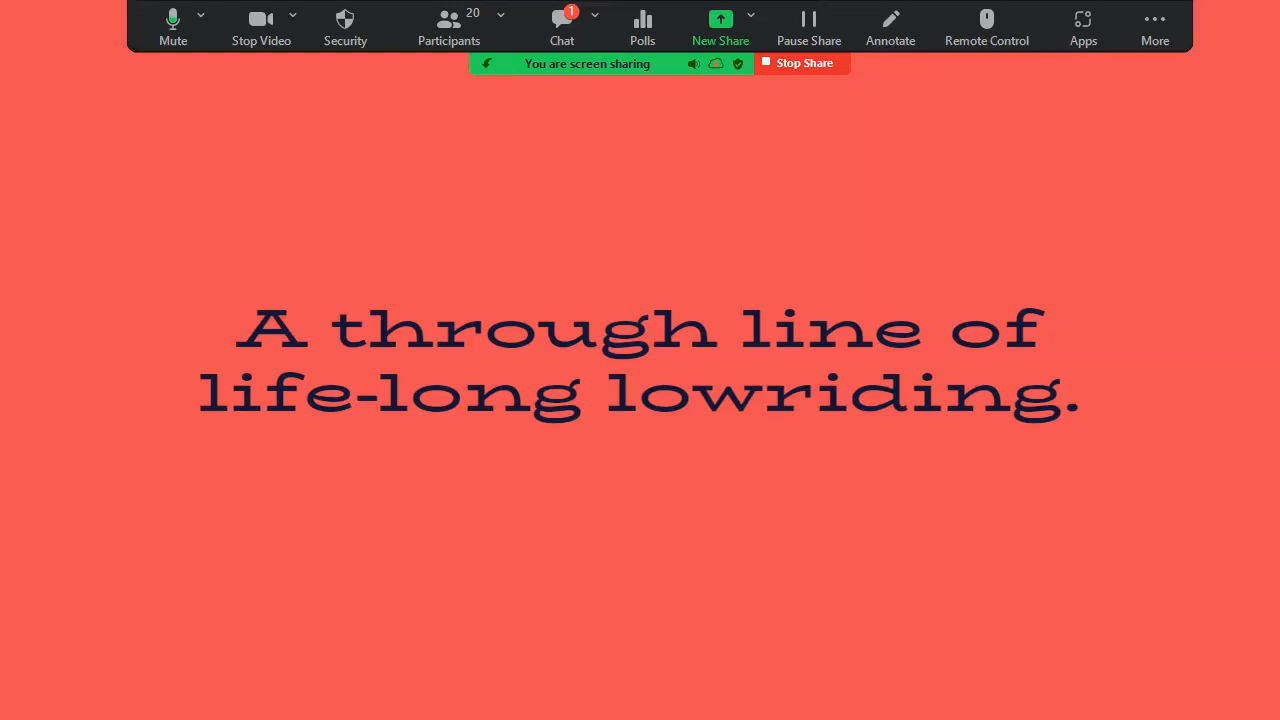 20
1
Mute
Stop Video
Security
Participants
Chat
Polls
New Share
Pause Share
Annotate
Remote Control
Apps
More
You are screen sharing
Stop Share
A through line of
life-long lowriding.